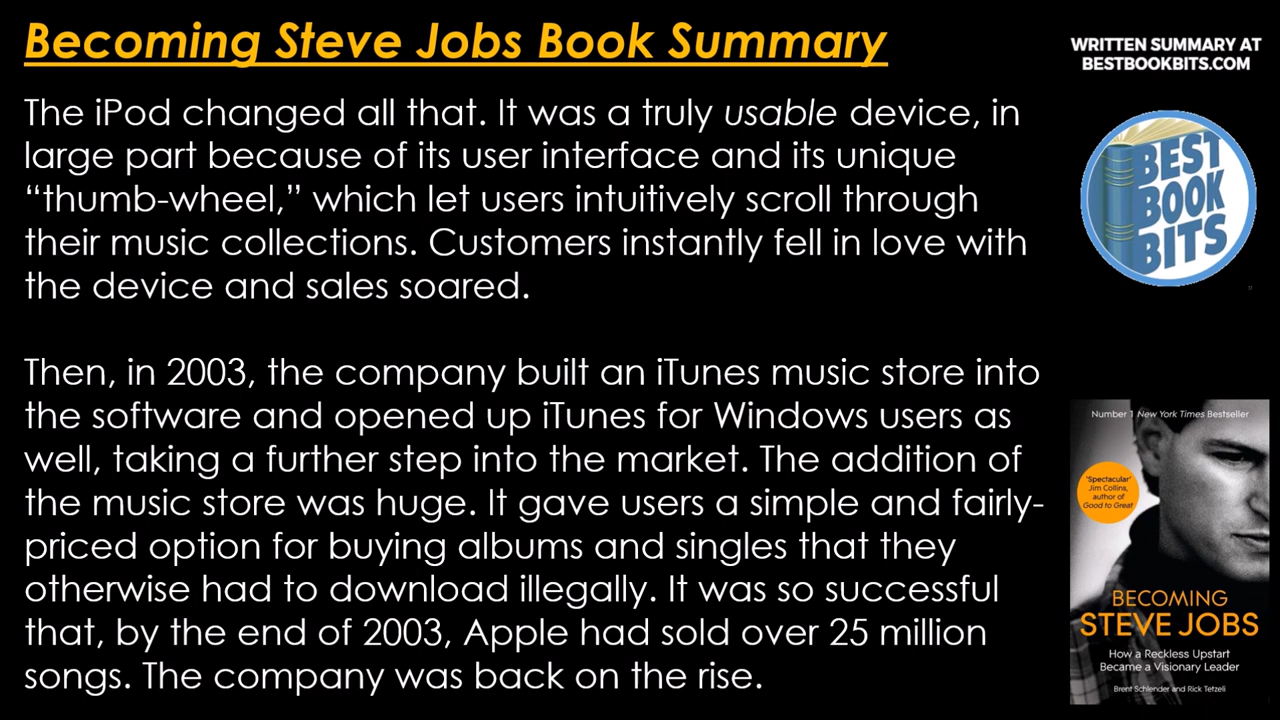 Becoming Steve Jobs Book Summary
WRITTEN SUMMARY AT
BESTBOOKBITS.COM
The iPod changed all that. It was a truly usable device, in
large part because of its user interface and its unique
“thumb-wheel,” which let users intuitively scroll through
their music collections. Customers instantly fell in love with
the device and sales soared.
Then, in 2003, the company built an iTunes music store into
the software and opened up iTunes for Windows users as
well, taking a further step into the market. The addition of
the music store was huge. It gave users a simple and fairly-
priced option for buying albums and singles that they
otherwise had to download illegally. It was so successful
that, by the end of 2003, Apple had sold over 25 million
songs. The company was back on the rise.
BEST
BOOK
BITS
Number 1 New York Times Bestseller
'Spectacular'
Jim Collins,
author of
Good to Great
BECOMING
STEVE JOBS
How a Reckless Upstart
Became a Visionary Leader
Brent Schlender and Rick Tetzeli